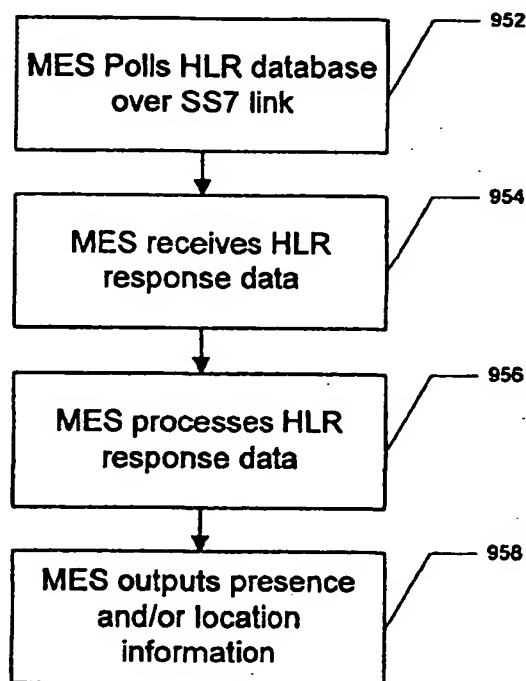 952
MES Polls HLR database
over SS7 link
954
MES receives HLR
response data
956
MES processes HLR
response data
958
MES outputs presence
and/or location
information